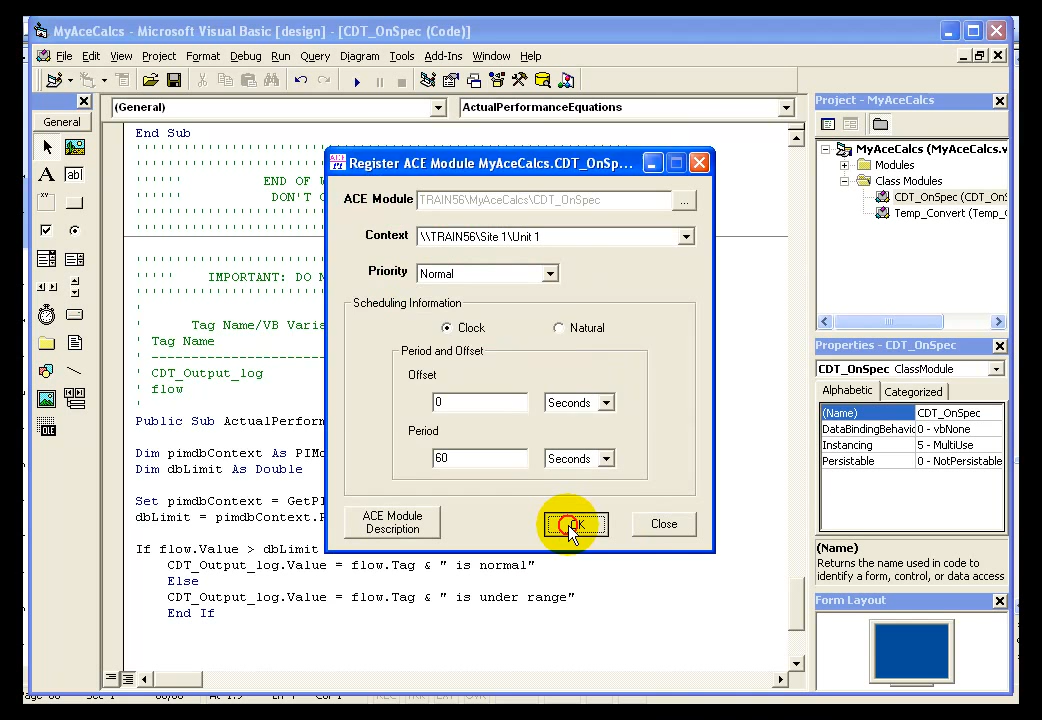 MyAceCalcs - Microsoft Visual Basic [design] - [CDT_OnSpec (Code)]
File Edit View Project Format Debug Run Query Diagram Tools Add-Ins Window Help
General
(General)
ActualPerformanceEquations
End Sub
'''''' END OF
'''''' DON'T C
''''' IMPORTANT: DO
' Tag Name/VB Varia
' Tag Name
' CDT_Output_log
' flow
Public Sub ActualPerform
Dim pimdbContext As PIMo
Dim dbLimit As Double
Set pimdbContext = GetPI
dbLimit = pimdbContext.
If flow.Value > dbLimit
CDT_Output_log.Value = flow.Tag & " is normal"
Else
CDT_Output_log.Value = flow.Tag & " is under range"
End If
Register ACE Module MyAceCalcs.CDT_OnSp...
ACE Module TRAIN56\MyAceCalcs\CDT_OnSpec ...
Context \\TRAIN56\Site 1\Unit 1
Priority Normal
Scheduling Information
Clock Natural
Period and Offset
Offset
0 Seconds
Period
60 Seconds
ACE Module
Description
OK
Close
Project - MyAceCalcs
MyAceCalcs (MyAceCalcs.v
Modules
Class Modules
CDT_OnSpec (CDT_OnS
Temp_Convert (Temp_
Properties - CDT_OnSpec
CDT_OnSpec ClassModule
Alphabetic Categorized
(Name) CDT_OnSpec
DataBindingBehavic 0 - vbNone
Instancing 5 - MultiUse
Persistable 0 - NotPersistable
(Name)
Returns the name used in code to
identify a form, control, or data access
Form Layout